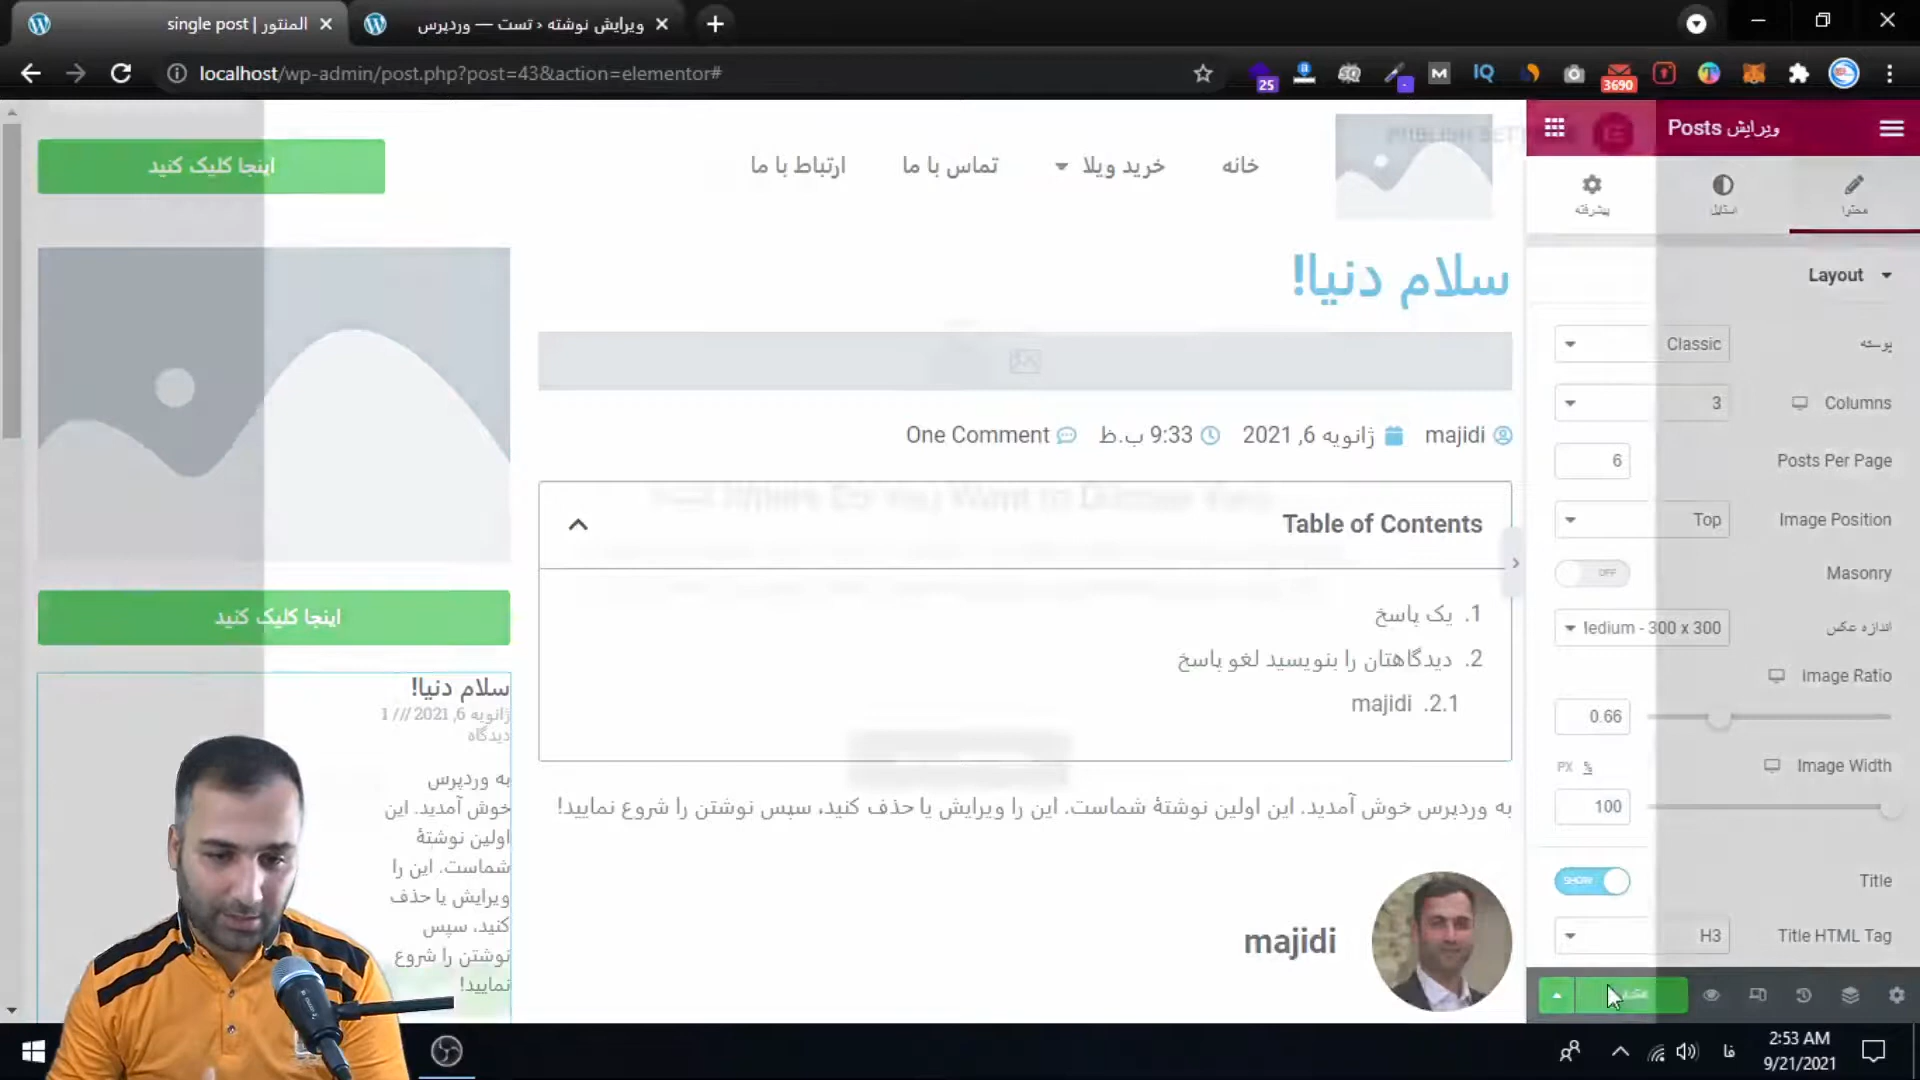 single post | المنتور
ویرایش نوشته ‹ تست — وردپرس
localhost/wp-admin/post.php?post=43&action=elementor#
25
3690
اینجا کلیک کنید
خانه
خرید ویلا
تماس با ما
ارتباط با ما
سلام دنیا!
majidi
ژانویه 6, 2021
9:33 ب.ظ
One Comment
Table of Contents
1. یک پاسخ
2. دیدگاهتان را بنویسید لغو پاسخ
2.1. majidi
به وردپرس خوش آمدید. این اولین نوشتهٔ شماست. این را ویرایش یا حذف کنید، سپس نوشتن را شروع نمایید!
majidi
اینجا کلیک کنید
سلام دنیا!
ژانویه 6, 2021 /// 1
دیدگاه
به وردپرس
خوش آمدید. این
اولین نوشتهٔ
شماست. این را
ویرایش یا حذف
کنید، سپس
نوشتن را شروع
نمایید!
ویرایش Posts
محتوا
استایل
پیشرفته
Layout
پوسته
Classic
Columns
3
Posts Per Page
6
Image Position
Top
Masonry
OFF
اندازه عکس
Medium - 300 x 300
Image Ratio
0.66
Image Width
PX %
100
Title
SHOW
Title HTML Tag
H3
فا
2:53 AM
9/21/2021